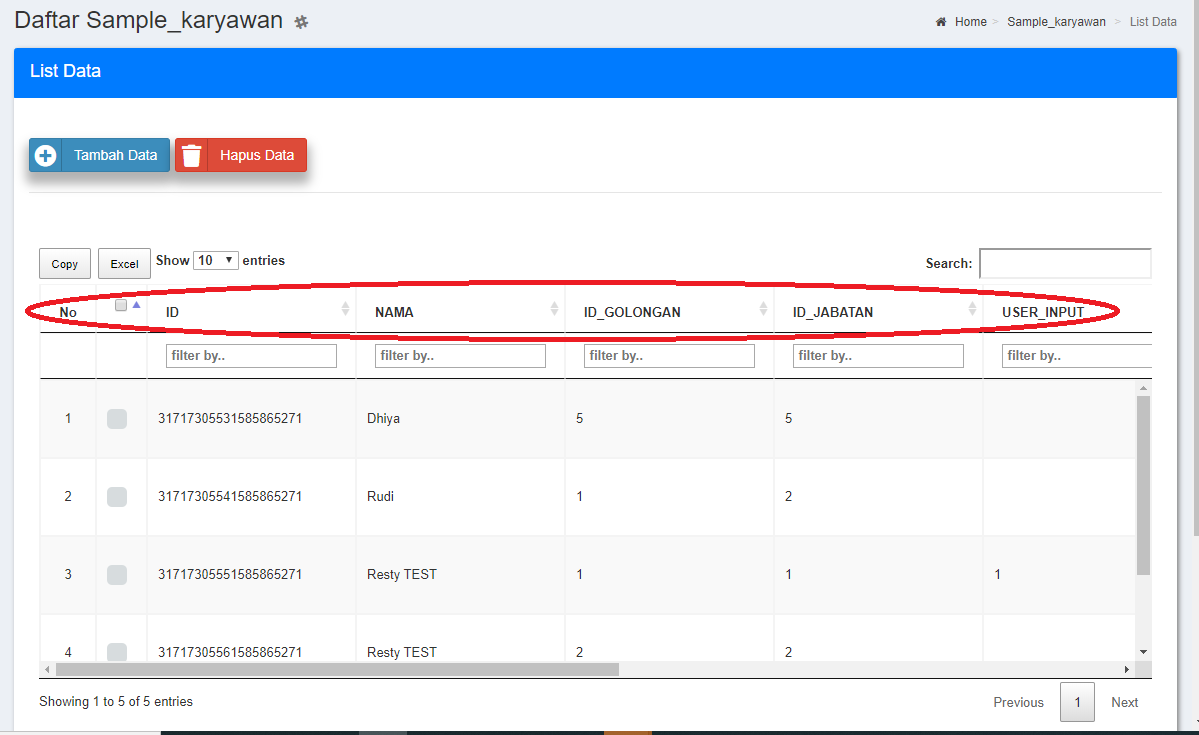 Daftar Sample_karyawan
Home > Sample_karyawan > List Data
List Data
Tambah Data Hapus Data
Copy Excel Show 10 entries Search:
No ID NAMA ID_GOLONGAN ID_JABATAN USER_INPUT
filter by.. filter by.. filter by.. filter by.. filter by..
1 31717305531585865271 Dhiya 5 5
2 31717305541585865271 Rudi 1 2
3 31717305551585865271 Resty TEST 1 1 1
4 31717305561585865271 Resty TEST 2 2
Showing 1 to 5 of 5 entries Previous 1 Next